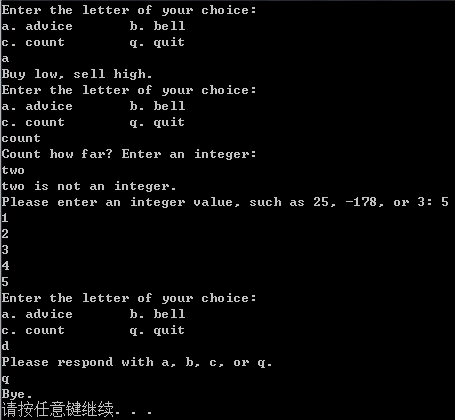 Enter the letter of your choice:
a. advice        b. bell
c. count         q. quit
a
Buy low, sell high.
Enter the letter of your choice:
a. advice        b. bell
c. count         q. quit
count
Count how far? Enter an integer:
two
two is not an integer.
Please enter an integer value, such as 25, -178, or 3: 5
1
2
3
4
5
Enter the letter of your choice:
a. advice        b. bell
c. count         q. quit
d
Please respond with a, b, c, or q.
q
Bye.
请按任意键继续. . .